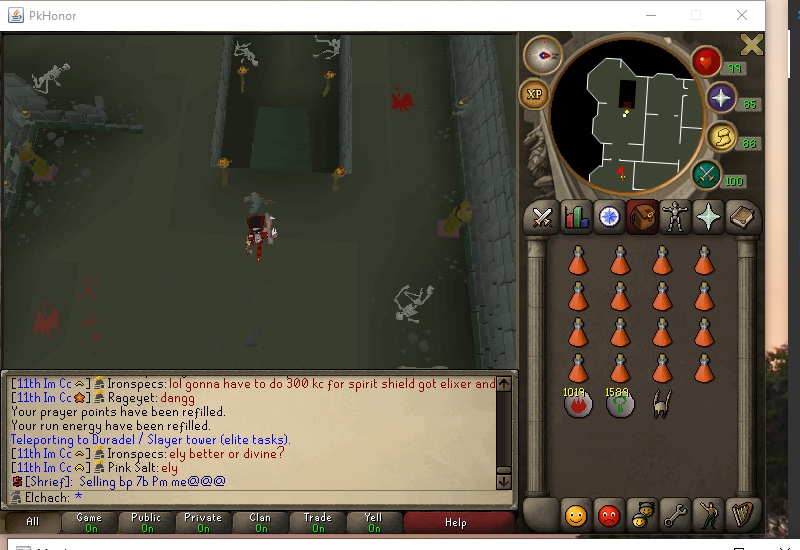 PkHonor
99
XP
85
86
100
[11th Im Cc] Ironspecs: lol gonna have to do 300 kc for spirit shield got elixer and
[11th Im Cc] Rageyet: dangg
Your prayer points have been refilled.
Your run energy have been refilled.
Teleporting to Duradel / Slayer tower (elite tasks).
[11th Im Cc] Ironspecs: ely better or divine?
[11th Im Cc] Pink Salt: ely
[Shrief]: Selling bp 7b Pm me@@@
Elchach: *
1019 1589
All Game On Public On Private On Clan On Trade On Yell On Help